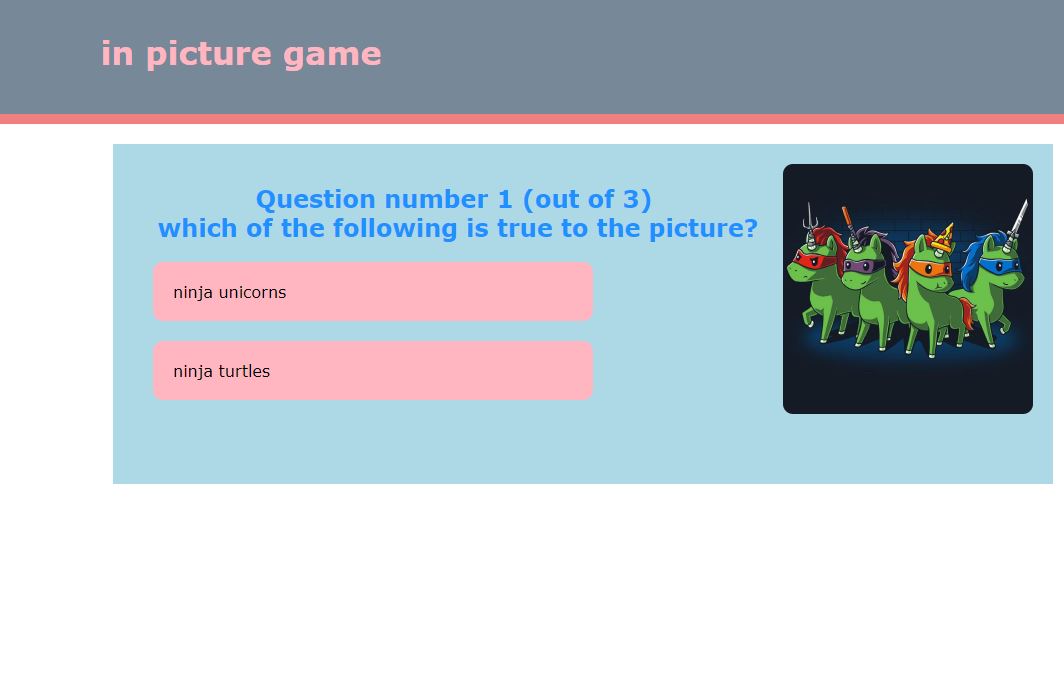 in picture game
Question number 1 (out of 3)
which of the following is true to the picture?
ninja unicorns
ninja turtles